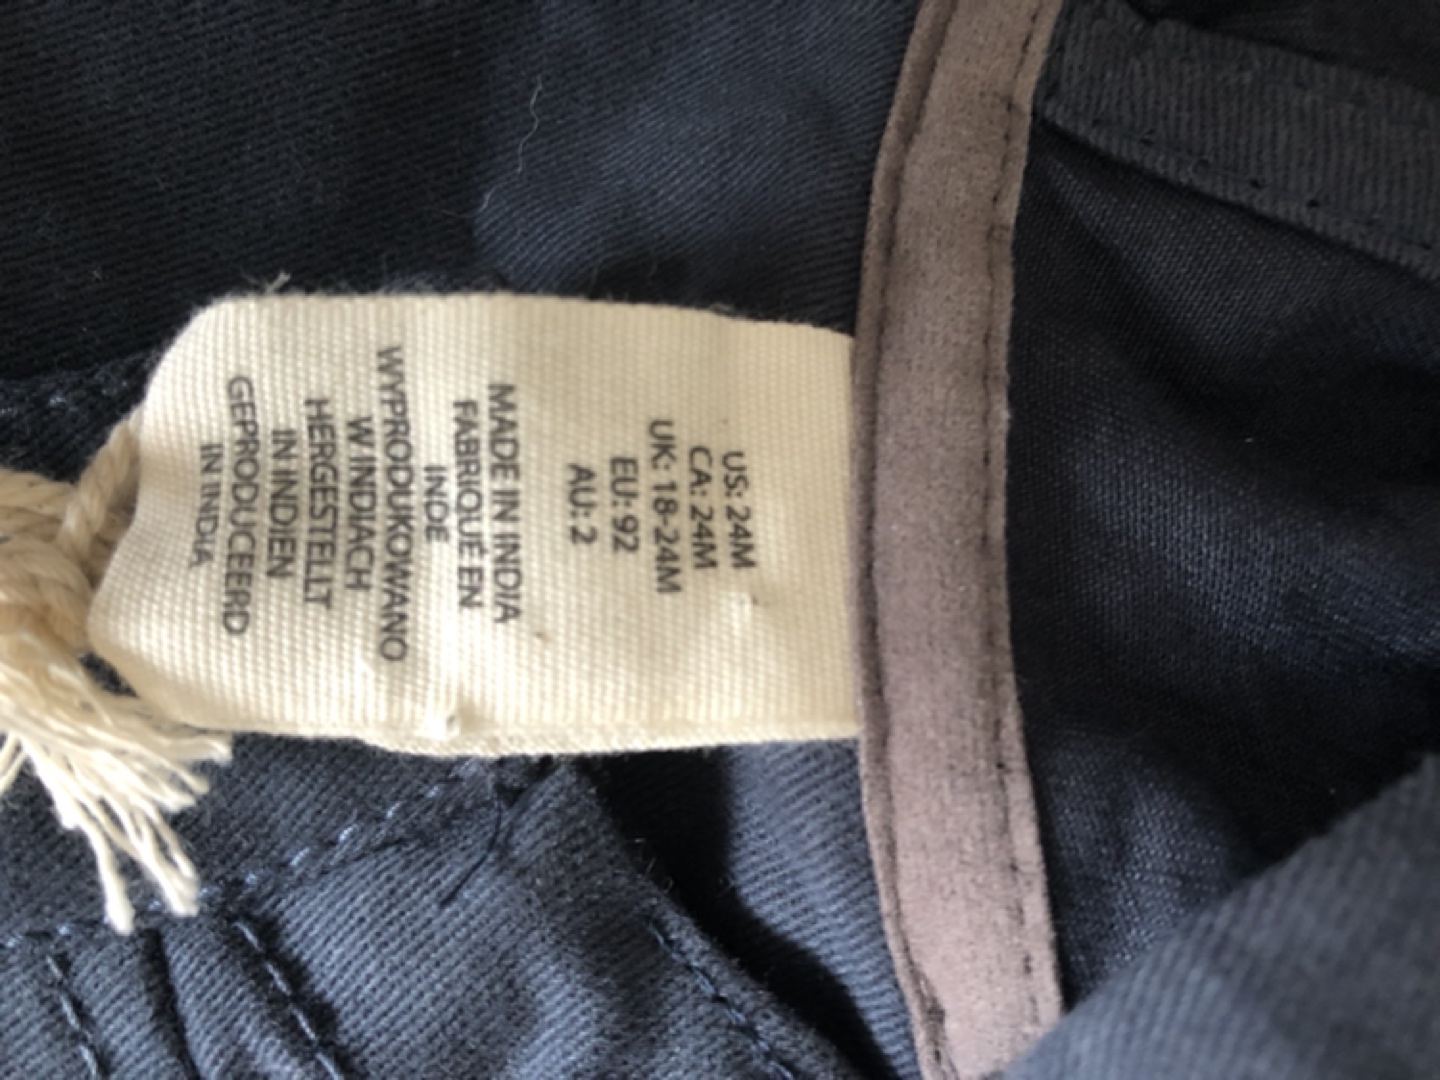 US: 24M
CA: 24M
UK: 18-24M
EU: 92
AU: 2
MADE IN INDIA
FABRIQUÉ EN
INDE
WYPRODUKOWANO
W INDIACH
HERGESTELLT
IN INDIEN
GEPRODUCEERD
IN INDIA